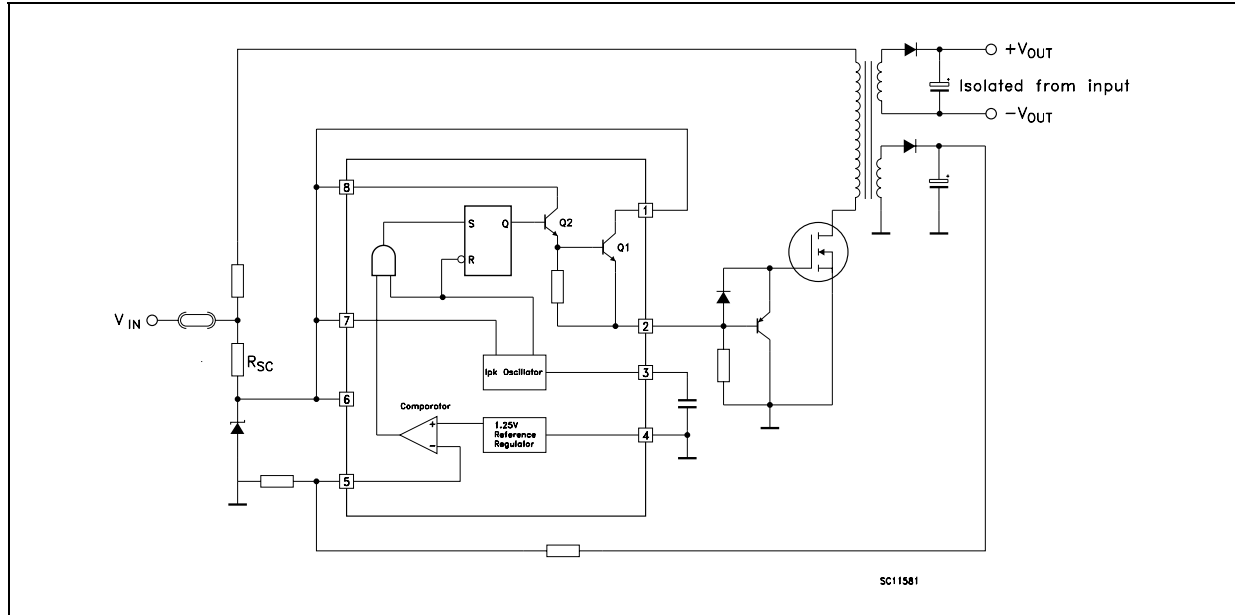 +VOUT
Isolated from input
-VOUT
8
1
S Q
Q2
Q1
R
VIN
7
2
RSC
Ipk Oscillator
3
6
Comparator
+
-
1.25V
Reference
Regulator
4
5
SC11581